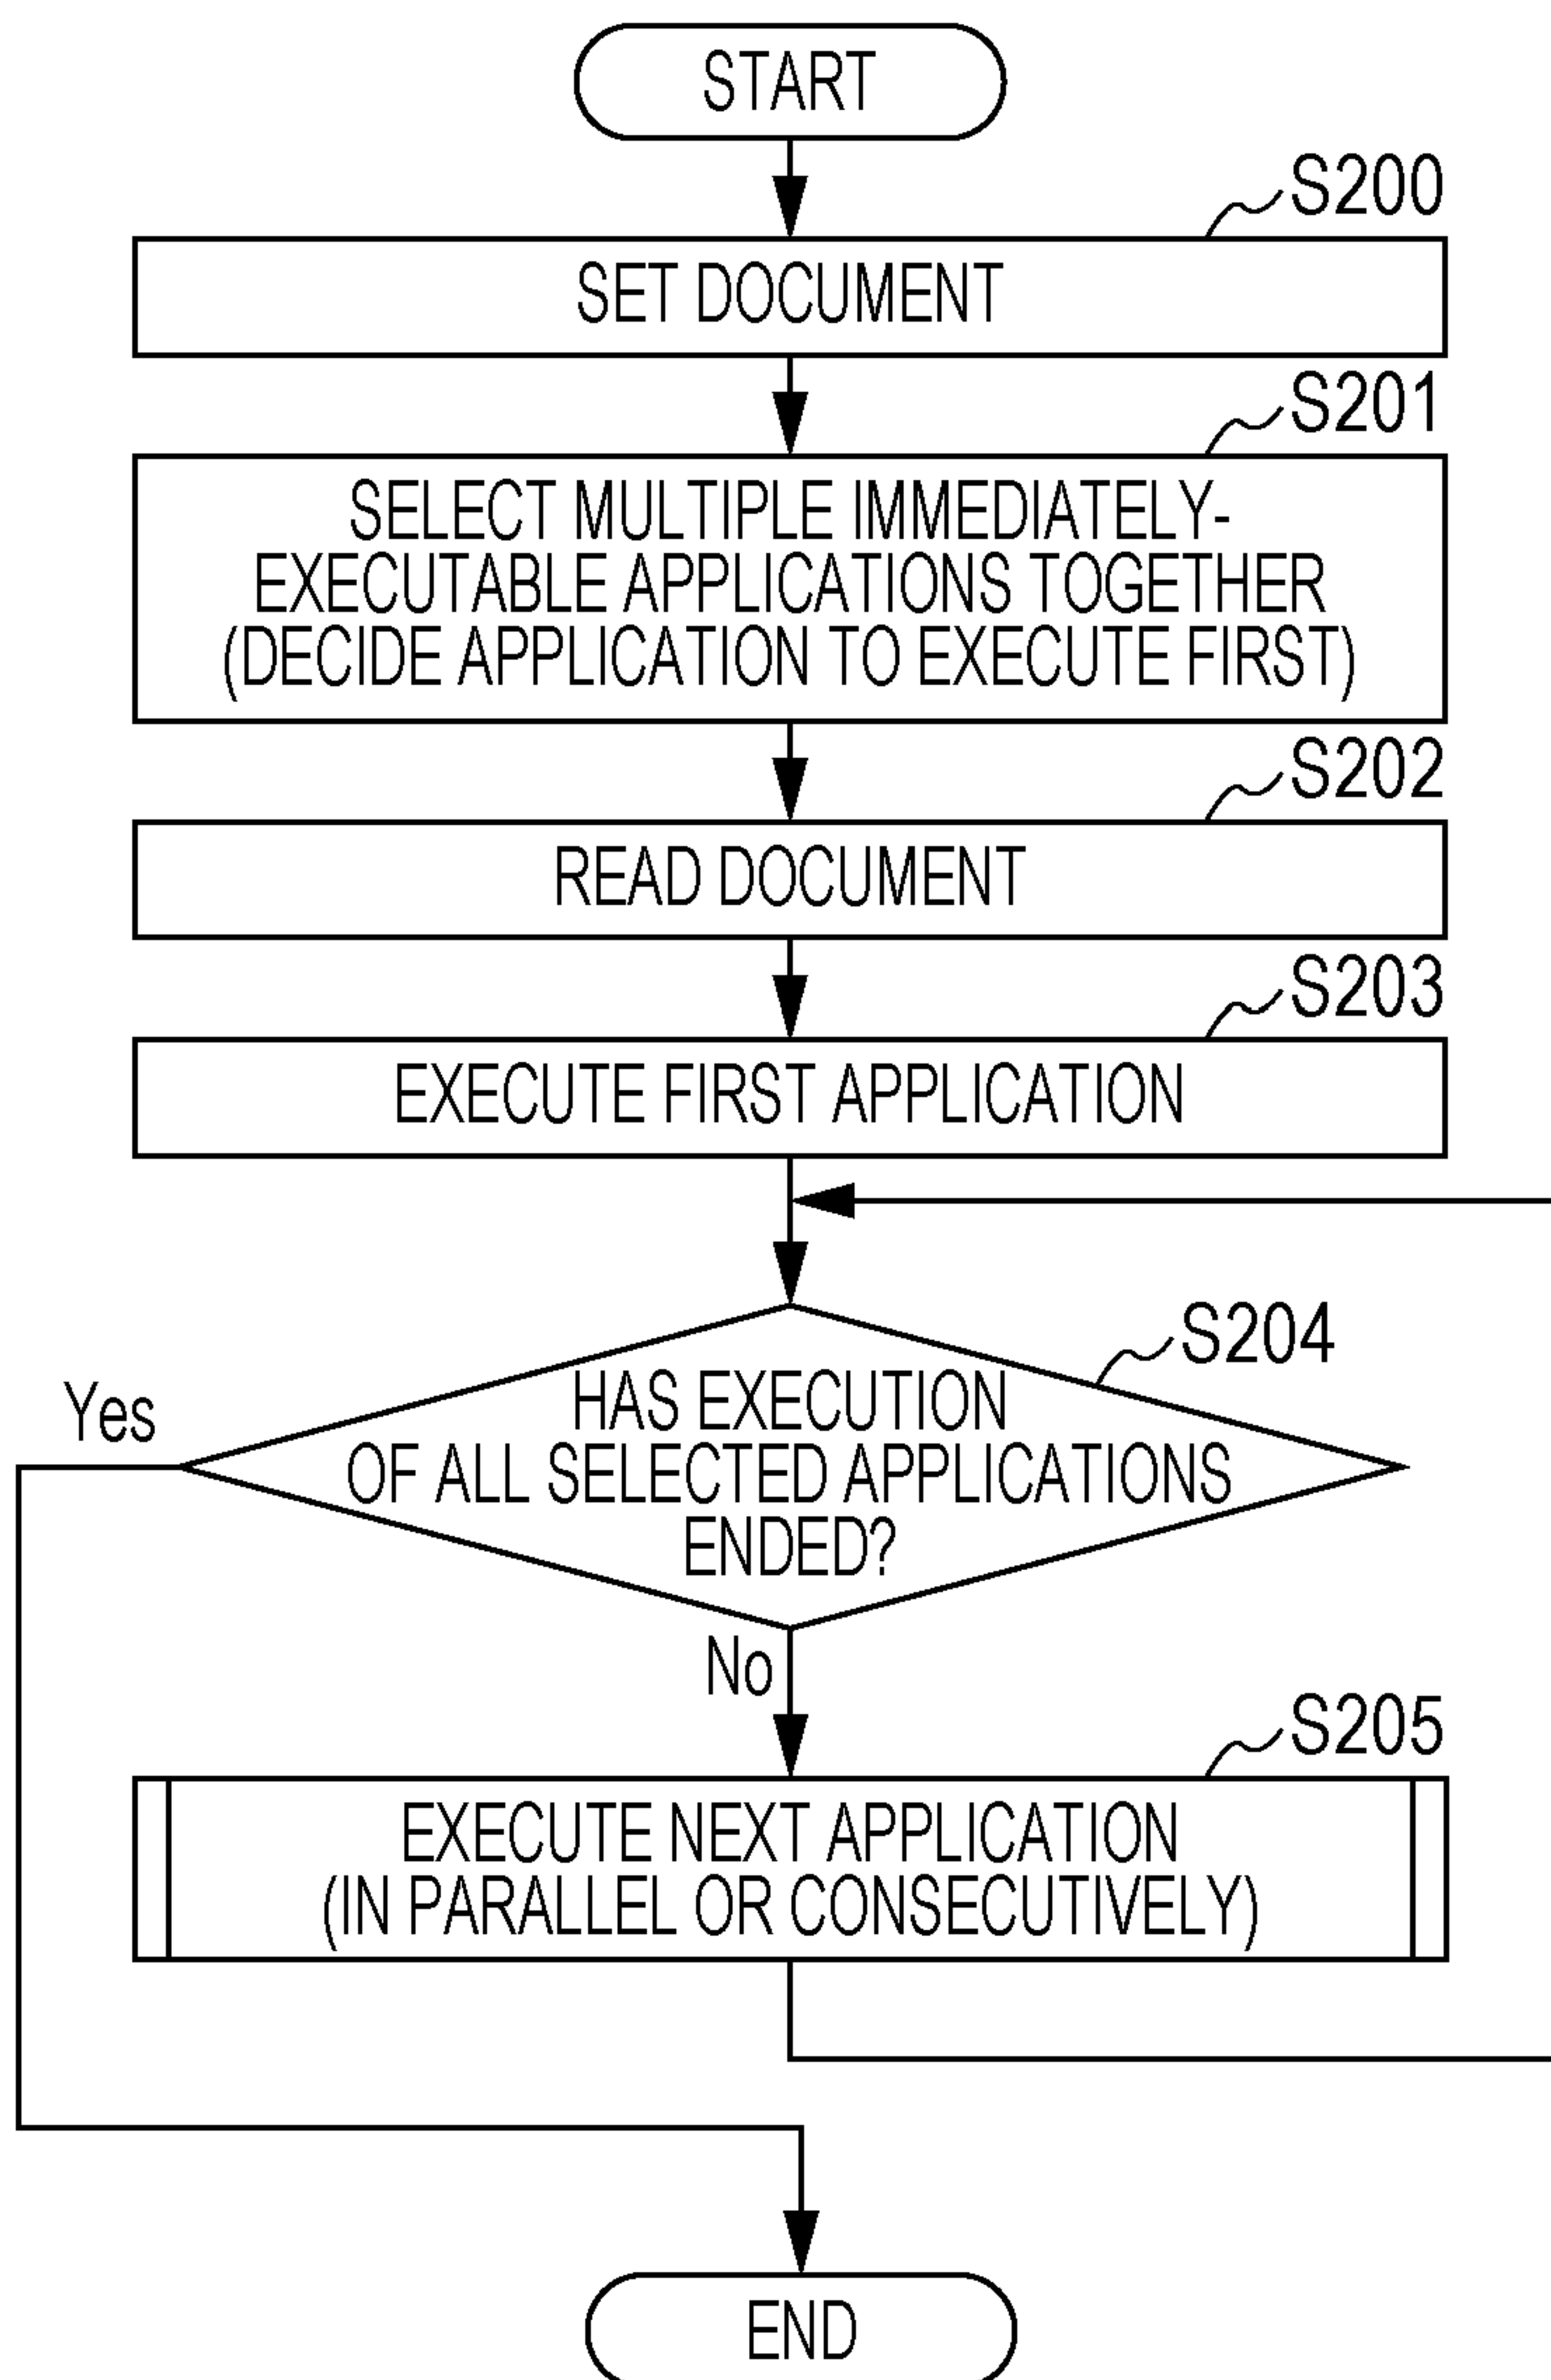 START
S200
SET DOCUMENT
S201
SELECT MULTIPLE IMMEDIATELY-
EXECUTABLE APPLICATIONS TOGETHER
(DECIDE APPLICATION TO EXECUTE FIRST)
S202
READ DOCUMENT
S203
EXECUTE FIRST APPLICATION
S204
HAS EXECUTION
OF ALL SELECTED APPLICATIONS
ENDED?
Yes
No
S205
EXECUTE NEXT APPLICATION
(IN PARALLEL OR CONSECUTIVELY)
END